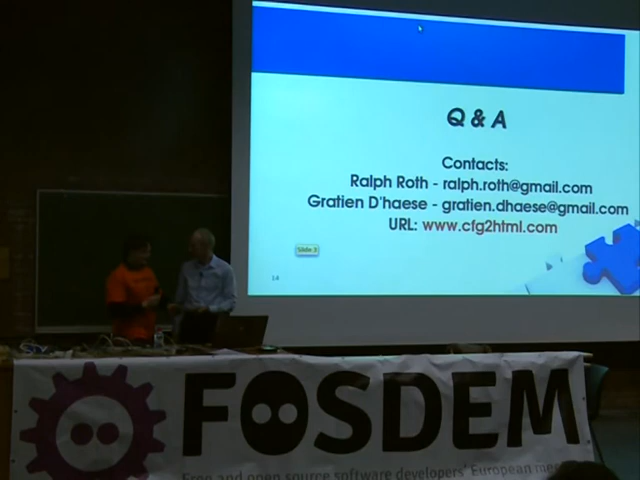 Q & A
Contacts:
Ralph Roth - ralph.roth@gmail.com
Gratien D'haese - gratien.dhaese@gmail.com
URL: www.cfg2html.com
Slide 3
14
FOSDEM
Free and open source software developers' European